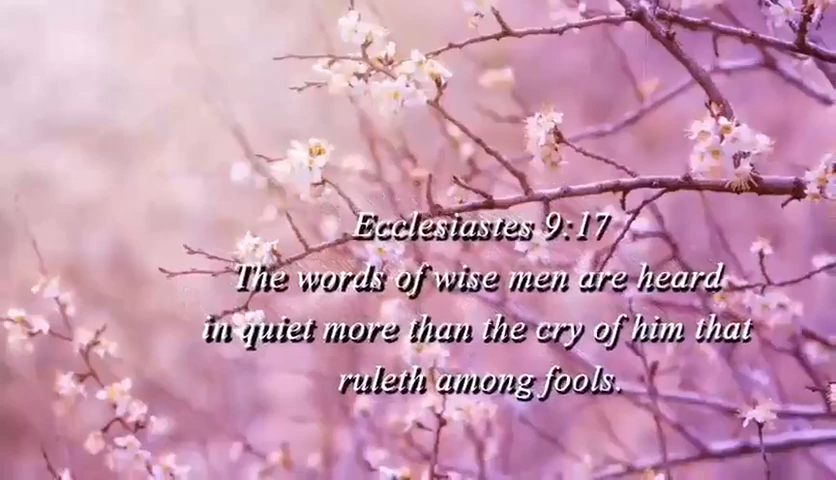 Ecclesiastes 9:17
The words of wise men are heard
in quiet more than the cry of him that
ruleth among fools.